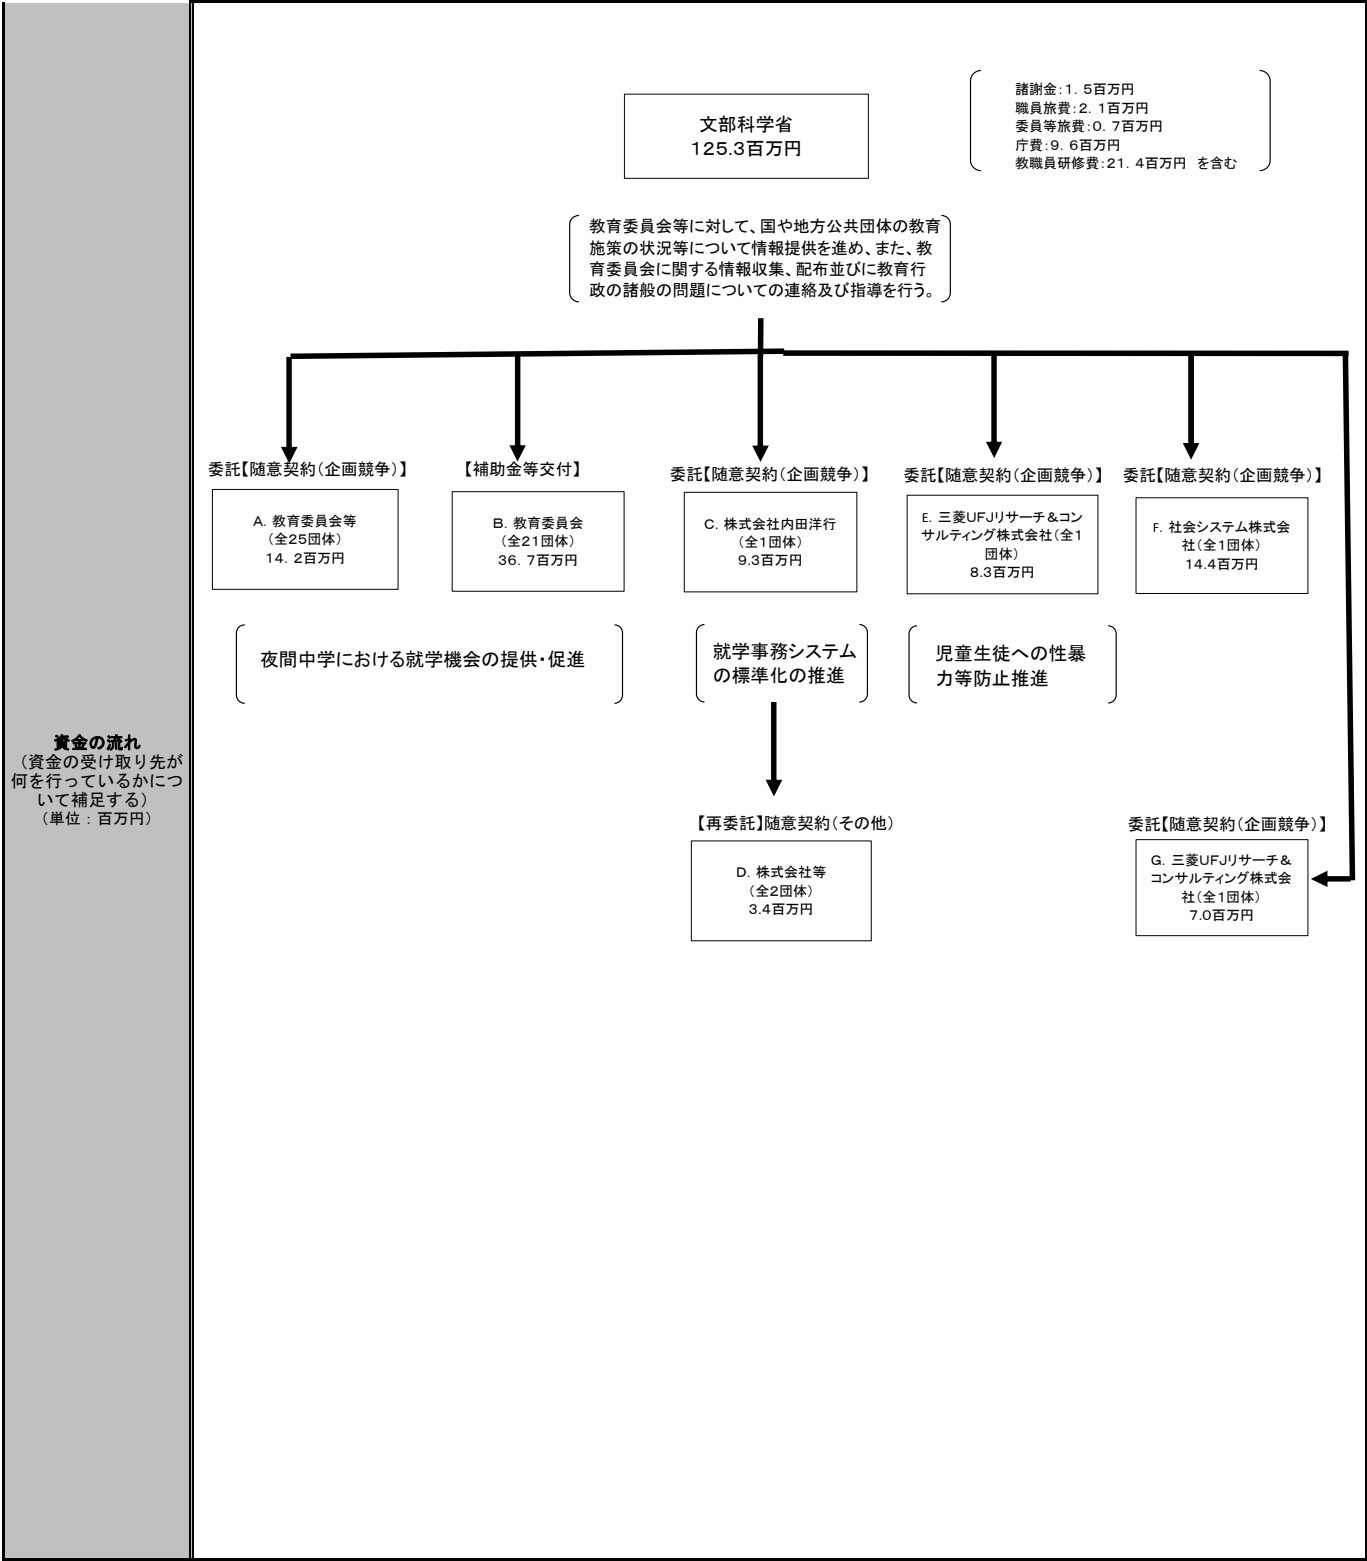 資金の流れ
（資金の受け取り先が
何を行っているかにつ
いて補足する）
（単位：百万円）
文部科学省
125.3百万円
諸謝金：1．5百万円
職員旅費：2．1百万円
委員等旅費：0．7百万円
庁費：9．6百万円
教職員研修費：21．4百万円　を含む
教育委員会等に対して、国や地方公共団体の教育
施策の状況等について情報提供を進め、また、教
育委員会に関する情報収集、配布並びに教育行
政の諸般の問題についての連絡及び指導を行う。
委託【随意契約（企画競争）】
A．教育委員会等
（全25団体）
14．2百万円
【補助金等交付】
B．教育委員会
（全21団体）
36．7百万円
委託【随意契約（企画競争）】
C．株式会社内田洋行
（全1団体）
9.3百万円
委託【随意契約（企画競争）】
E．三菱UFJリサーチ＆コン
サルティング株式会社（全1
団体）
8.3百万円
委託【随意契約（企画競争）】
F．社会システム株式会
社（全1団体）
14.4百万円
夜間中学における就学機会の提供・促進
就学事務システム
の標準化の推進
児童生徒への性暴
力等防止推進
【再委託】随意契約（その他）
D．株式会社等
（全2団体）
3.4百万円
委託【随意契約（企画競争）】
G．三菱UFJリサーチ＆
コンサルティング株式会
社（全1団体）
7.0百万円